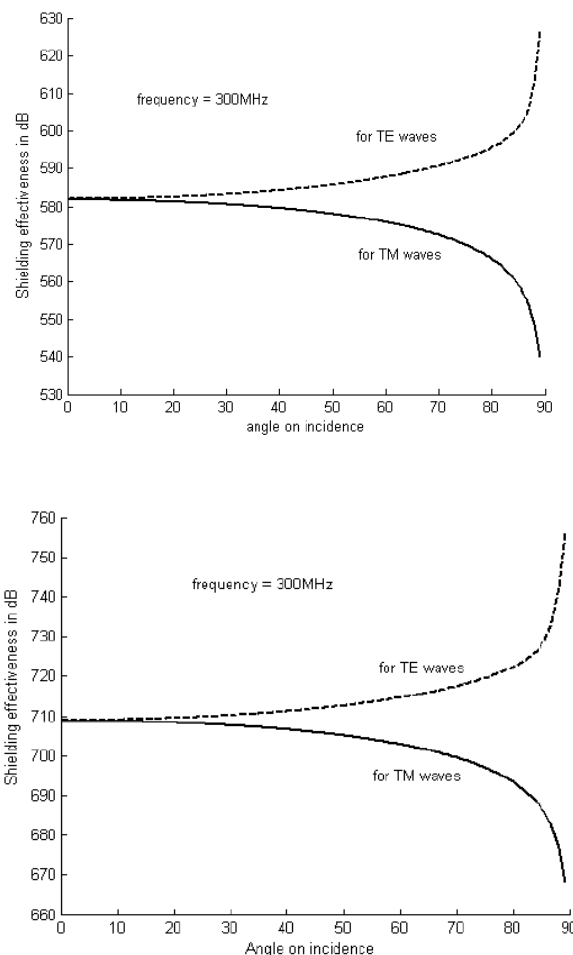 630
620
610
600
590
580
570
560
550
540
530
Shielding effectiveness in dB
frequency = 300MHz
for TE waves
for TM waves
0 10 20 30 40 50 60 70 80 90
angle on incidence
760
750
740
730
720
710
700
690
680
670
660
Shielding effectiveness in dB
frequency = 300MHz
for TE waves
for TM waves
0 10 20 30 40 50 60 70 80 90
Angle on incidence